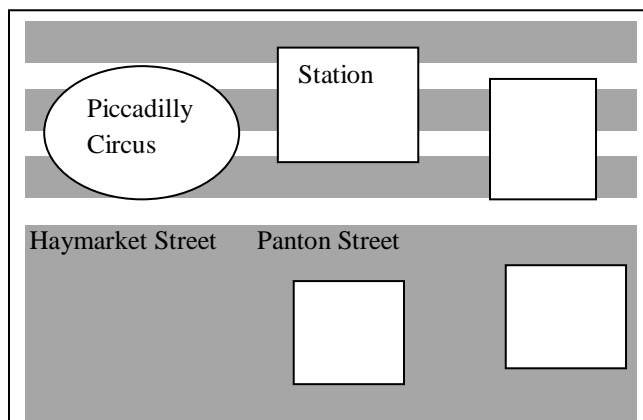 Station
Piccadilly
Circus
Haymarket Street
Panton Street